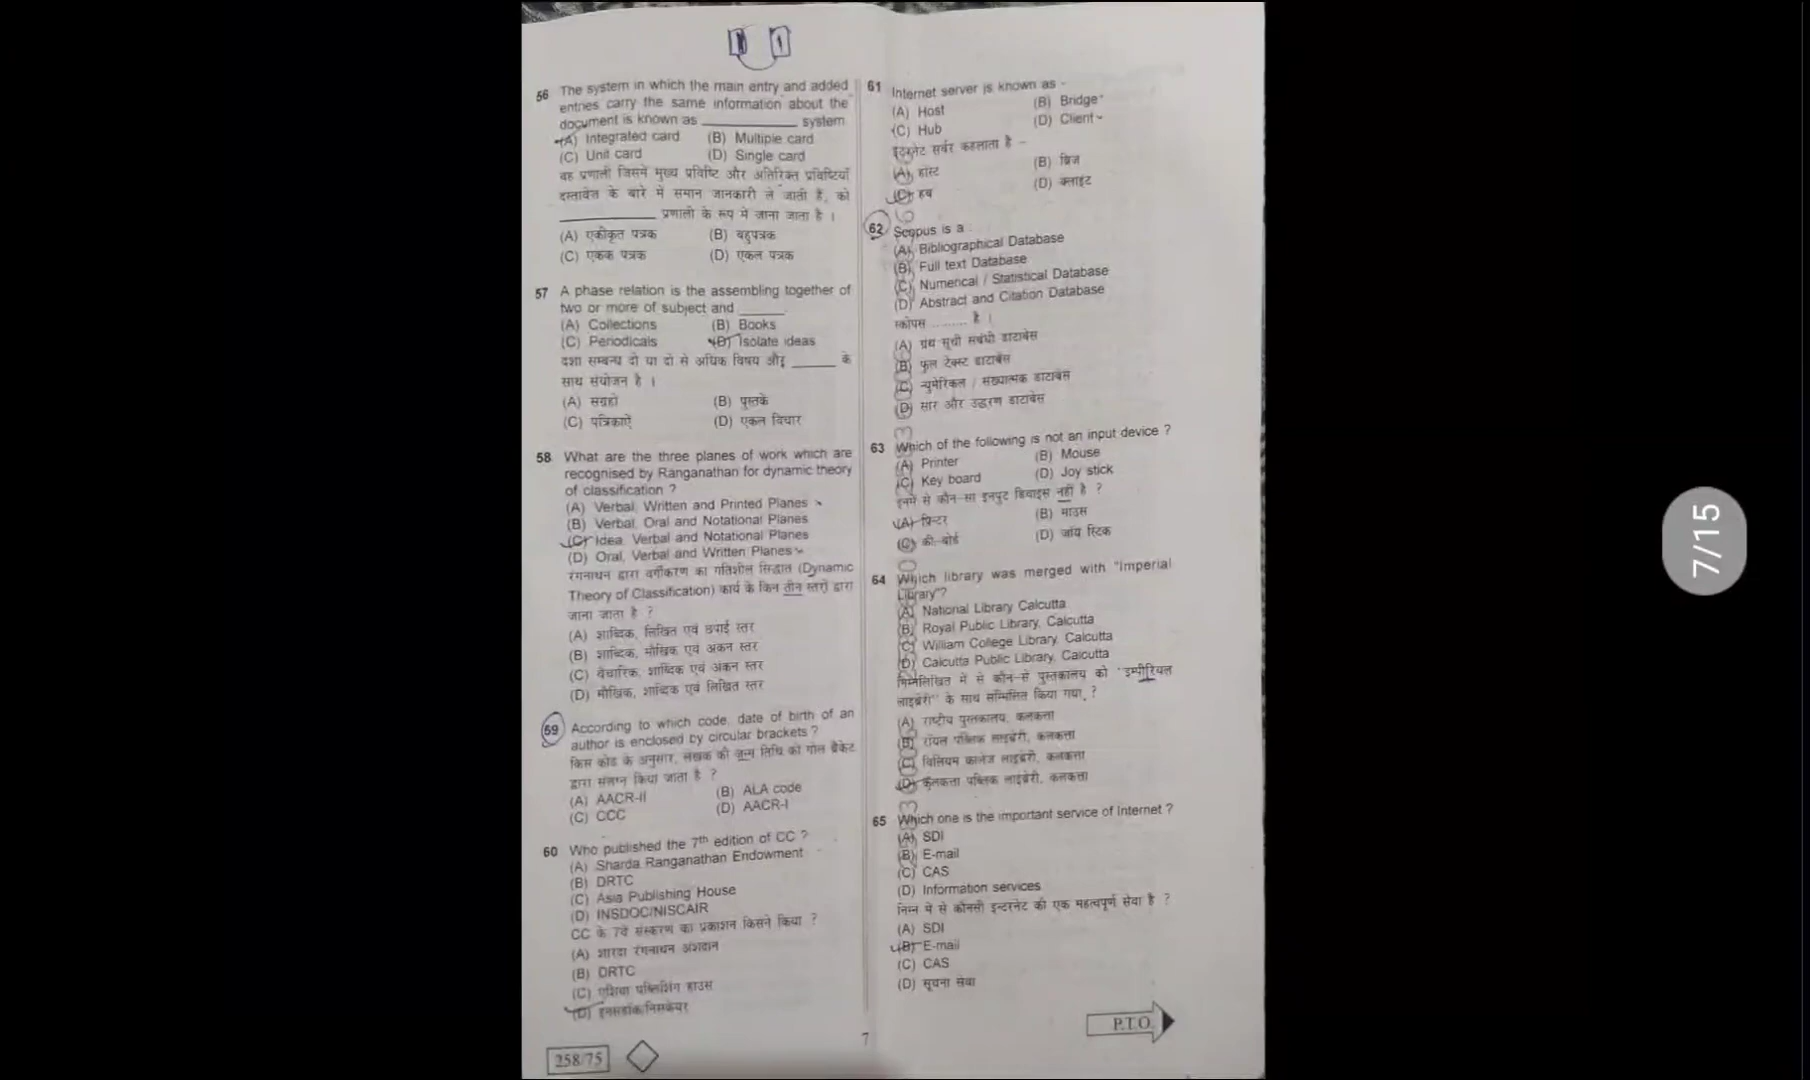 1
56 The system in which the main entry and added
entries carry the same information about the
document is known as ____________ system
(A) Integrated card (B) Multiple card
(C) Unit card (D) Single card
वह प्रणाली जिसमें मुख्य प्रविष्टि और अतिरिक्त प्रविष्टियाँ
दस्तावेज के बारे में समान जानकारी ले जाती है, को
____________ प्रणाली के रूप में जाना जाता है ।
(A) एकीकृत पत्रक (B) बहुपत्रक
(C) एकक पत्रक (D) एकल पत्रक
57 A phase relation is the assembling together of
two or more of subject and ______
(A) Collections (B) Books
(C) Periodicals (D) Isolate ideas
दशा सम्बन्ध दो या दो से अधिक विषय और ______ के
साथ संयोजन है ।
(A) संग्रहों (B) पुस्तकें
(C) पत्रिकाएँ (D) एकल विचार
58 What are the three planes of work which are
recognised by Ranganathan for dynamic theory
of classification ?
(A) Verbal, Written and Printed Planes
(B) Verbal, Oral and Notational Planes
(C) Idea, Verbal and Notational Planes
(D) Oral, Verbal and Written Planes
रंगनाथन द्वारा वर्गीकरण का गतिशील सिद्धांत (Dynamic
Theory of Classification) कार्य के किन तीन स्तरों द्वारा
जाना जाता है ?
(A) शाब्दिक, लिखित एवं छपाई स्तर
(B) शाब्दिक, मौखिक एवं अंकन स्तर
(C) वैचारिक, शाब्दिक एवं अंकन स्तर
(D) मौखिक, शाब्दिक एवं लिखित स्तर
59 According to which code, date of birth of an
author is enclosed by circular brackets ?
किस कोड के अनुसार, लेखक की जन्म तिथि को गोल ब्रैकेट
द्वारा संलग्न किया जाता है ?
(A) AACR-II (B) ALA code
(C) CCC (D) AACR-I
60 Who published the 7th edition of CC ?
(A) Sharda Ranganathan Endowment
(B) DRTC
(C) Asia Publishing House
(D) INSDOC/NISCAIR
CC के 7वें संस्करण का प्रकाशन किसने किया ?
(A) शारदा रंगनाथन अंशदान
(B) DRTC
(C) एशिया पब्लिशिंग हाउस
(D) इनसडॉक/निसकेयर
258/75
61 Internet server is known as -
(A) Host (B) Bridge
(C) Hub (D) Client
इंटरनेट सर्वर कहलाता है -
(A) हॉस्ट (B) ब्रिज
(C) हब (D) क्लाइंट
62 Scopus is a
(A) Bibliographical Database
(B) Full text Database
(C) Numerical / Statistical Database
(D) Abstract and Citation Database
स्कोपस ......... है ।
(A) ग्रंथ सूची संबंधी डाटाबेस
(B) फुल टेक्स्ट डाटाबेस
(C) न्युमेरिकल / संख्यात्मक डाटाबेस
(D) सार और उद्धरण डाटाबेस
63 Which of the following is not an input device ?
(A) Printer (B) Mouse
(C) Key board (D) Joy stick
इनमें से कौन-सा इनपुट डिवाइस नहीं है ?
(A) प्रिन्टर (B) माउस
(C) की-बोर्ड (D) जॉय स्टिक
64 Which library was merged with "Imperial
Library"?
(A) National Library Calcutta
(B) Royal Public Library, Calcutta
(C) William College Library, Calcutta
(D) Calcutta Public Library, Calcutta
निम्नलिखित में से कौन-से पुस्तकालय को "इम्पीरियल
लाइब्रेरी" के साथ सम्मिलित किया गया ?
(A) राष्ट्रीय पुस्तकालय, कलकत्ता
(B) रॉयल पब्लिक लाइब्रेरी, कलकत्ता
(C) विलियम कालेज लाइब्रेरी, कलकत्ता
(D) कलकत्ता पब्लिक लाइब्रेरी, कलकत्ता
65 Which one is the important service of Internet ?
(A) SDI
(B) E-mail
(C) CAS
(D) Information services
निम्न में से कौनसी इन्टरनेट की एक महत्वपूर्ण सेवा है ?
(A) SDI
(B) E-mail
(C) CAS
(D) सूचना सेवा
7
P.T.O.
7/15